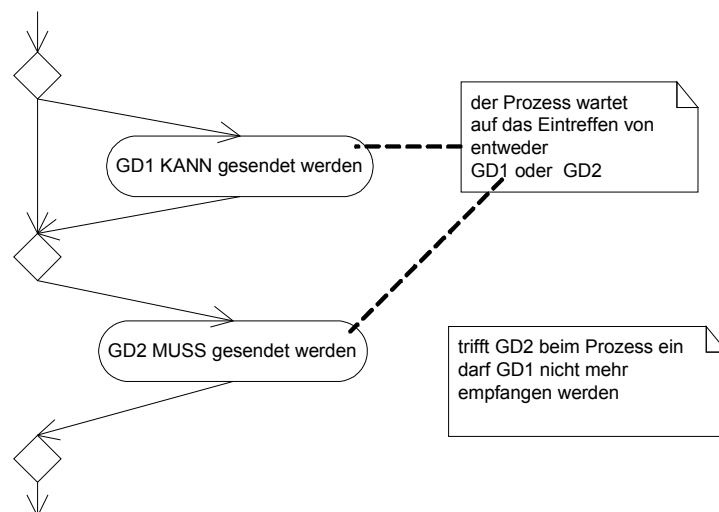 der Prozess wartet
auf das Eintreffen von
entweder
GD1 oder GD2
GD1 KANN gesendet werden
GD2 MUSS gesendet werden
trifft GD2 beim Prozess ein
darf GD1 nicht mehr
empfangen werden